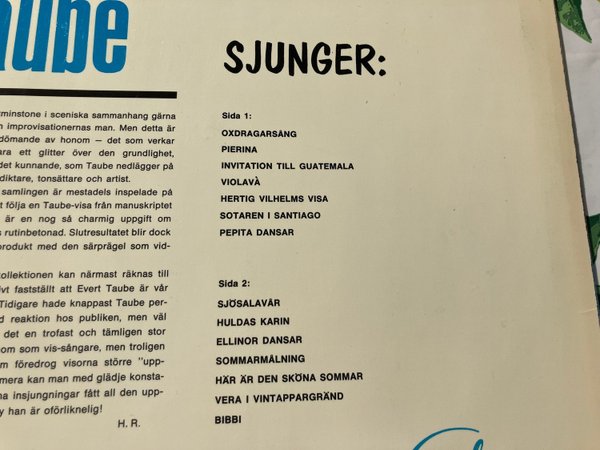 aube
SJUNGER:
rminstone i sceniska sammanhang gärna
n improvisationernas man. Men detta är
dömande av honom — det som verkar
ara ett glitter över den grundlighet,
det kunnande, som Taube nedlägger på
diktare, tonsättare och artist.
samlingen är mestadels inspelade på
t följa en Taube-visa från manuskriptet
är en nog så charmig uppgift om
s rutinbetonad. Slutresultatet blir dock
produkt med den särprägel som vid-
ollektionen kan närmast räknas till
ivt fastställt att Evert Taube är vår
Tidigare hade knappast Taube per-
d reaktion hos publiken, men väl
det en trofast och tämligen stor
nom som vis-sångare, men troligen
m föredrog visorna större "upp-
mera kan man med glädje konsta-
na insjungningar fått all den upp-
y han är oförliknelig!
H. R.
Sida 1:
OXDRAGARSÅNG
PIERINA
INVITATION TILL GUATEMALA
VIOLAVÀ
HERTIG VILHELMS VISA
SOTAREN I SANTIAGO
PEPITA DANSAR
Sida 2:
SJÖSALAVÅR
HULDAS KARIN
ELLINOR DANSAR
SOMMARMÅLNING
HÄR ÄR DEN SKÖNA SOMMAR
VERA I VINTAPPARGRÄND
BIBBI